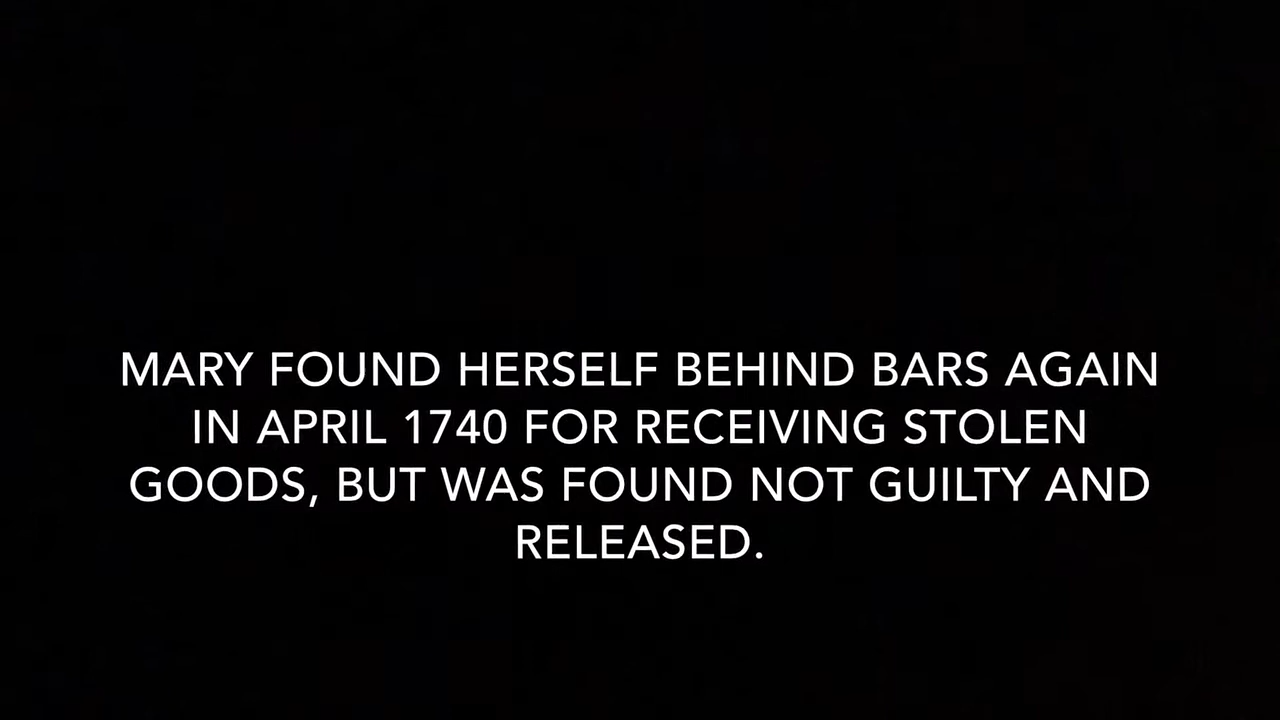 MARY FOUND HERSELF BEHIND BARS AGAIN
IN APRIL 1740 FOR RECEIVING STOLEN
GOODS, BUT WAS FOUND NOT GUILTY AND
RELEASED.